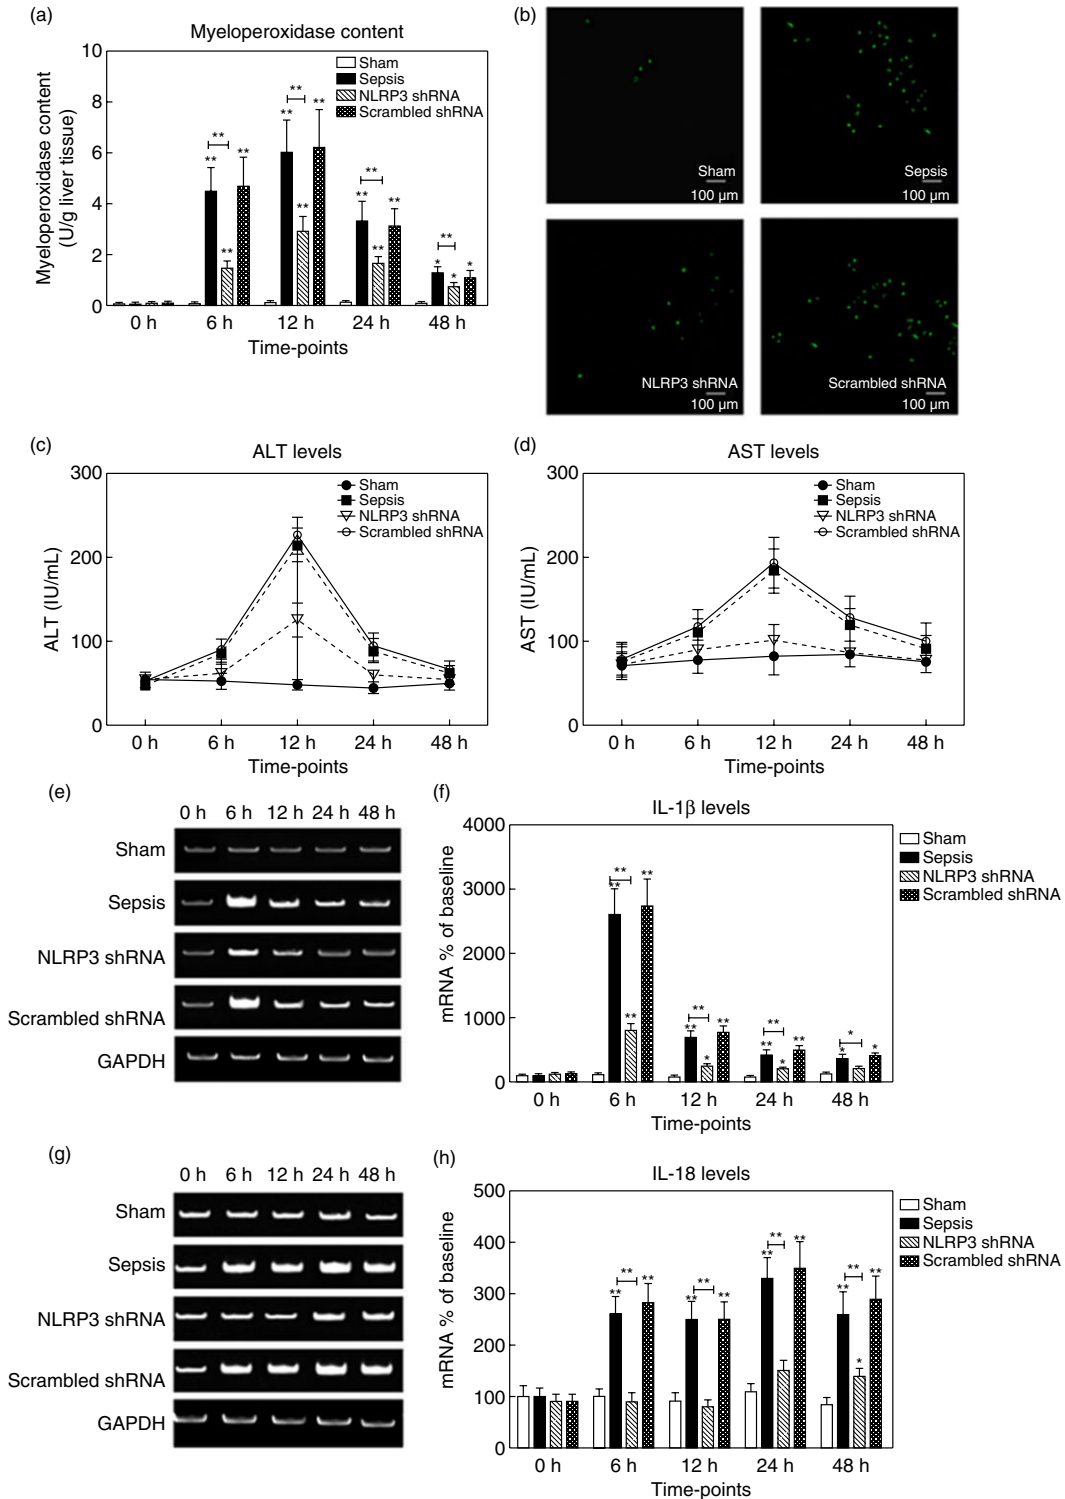 (a)
Myeloperoxidase content
Myeloperoxidase content
(U/g liver tissue)
10
8
6
4
2
0
Sham
Sepsis
NLRP3 shRNA
Scrambled shRNA
** ** ** **
** ** ** **
** ** ** **
* ** * *
0 h 6 h 12 h 24 h 48 h
Time-points
(b)
Sham
100 µm
Sepsis
100 µm
NLRP3 shRNA
100 µm
Scrambled shRNA
100 µm
(c)
ALT levels
ALT (IU/mL)
300
200
100
0
Sham
Sepsis
NLRP3 shRNA
Scrambled shRNA
0 h 6 h 12 h 24 h 48 h
Time-points
(d)
AST levels
AST (IU/mL)
300
200
100
0
Sham
Sepsis
NLRP3 shRNA
Scrambled shRNA
0 h 6 h 12 h 24 h 48 h
Time-points
(e)
0 h 6 h 12 h 24 h 48 h
Sham
Sepsis
NLRP3 shRNA
Scrambled shRNA
GAPDH
(f)
IL-1β levels
mRNA % of baseline
4000
3000
2000
1000
0
Sham
Sepsis
NLRP3 shRNA
Scrambled shRNA
** ** ** **
** ** * **
** ** * **
* * *
0 h 6 h 12 h 24 h 48 h
Time-points
(g)
0 h 6 h 12 h 24 h 48 h
Sham
Sepsis
NLRP3 shRNA
Scrambled shRNA
GAPDH
(h)
IL-18 levels
mRNA % of baseline
500
400
300
200
100
0
Sham
Sepsis
NLRP3 shRNA
Scrambled shRNA
** ** **
** ** **
** ** **
** ** * **
0 h 6 h 12 h 24 h 48 h
Time-points